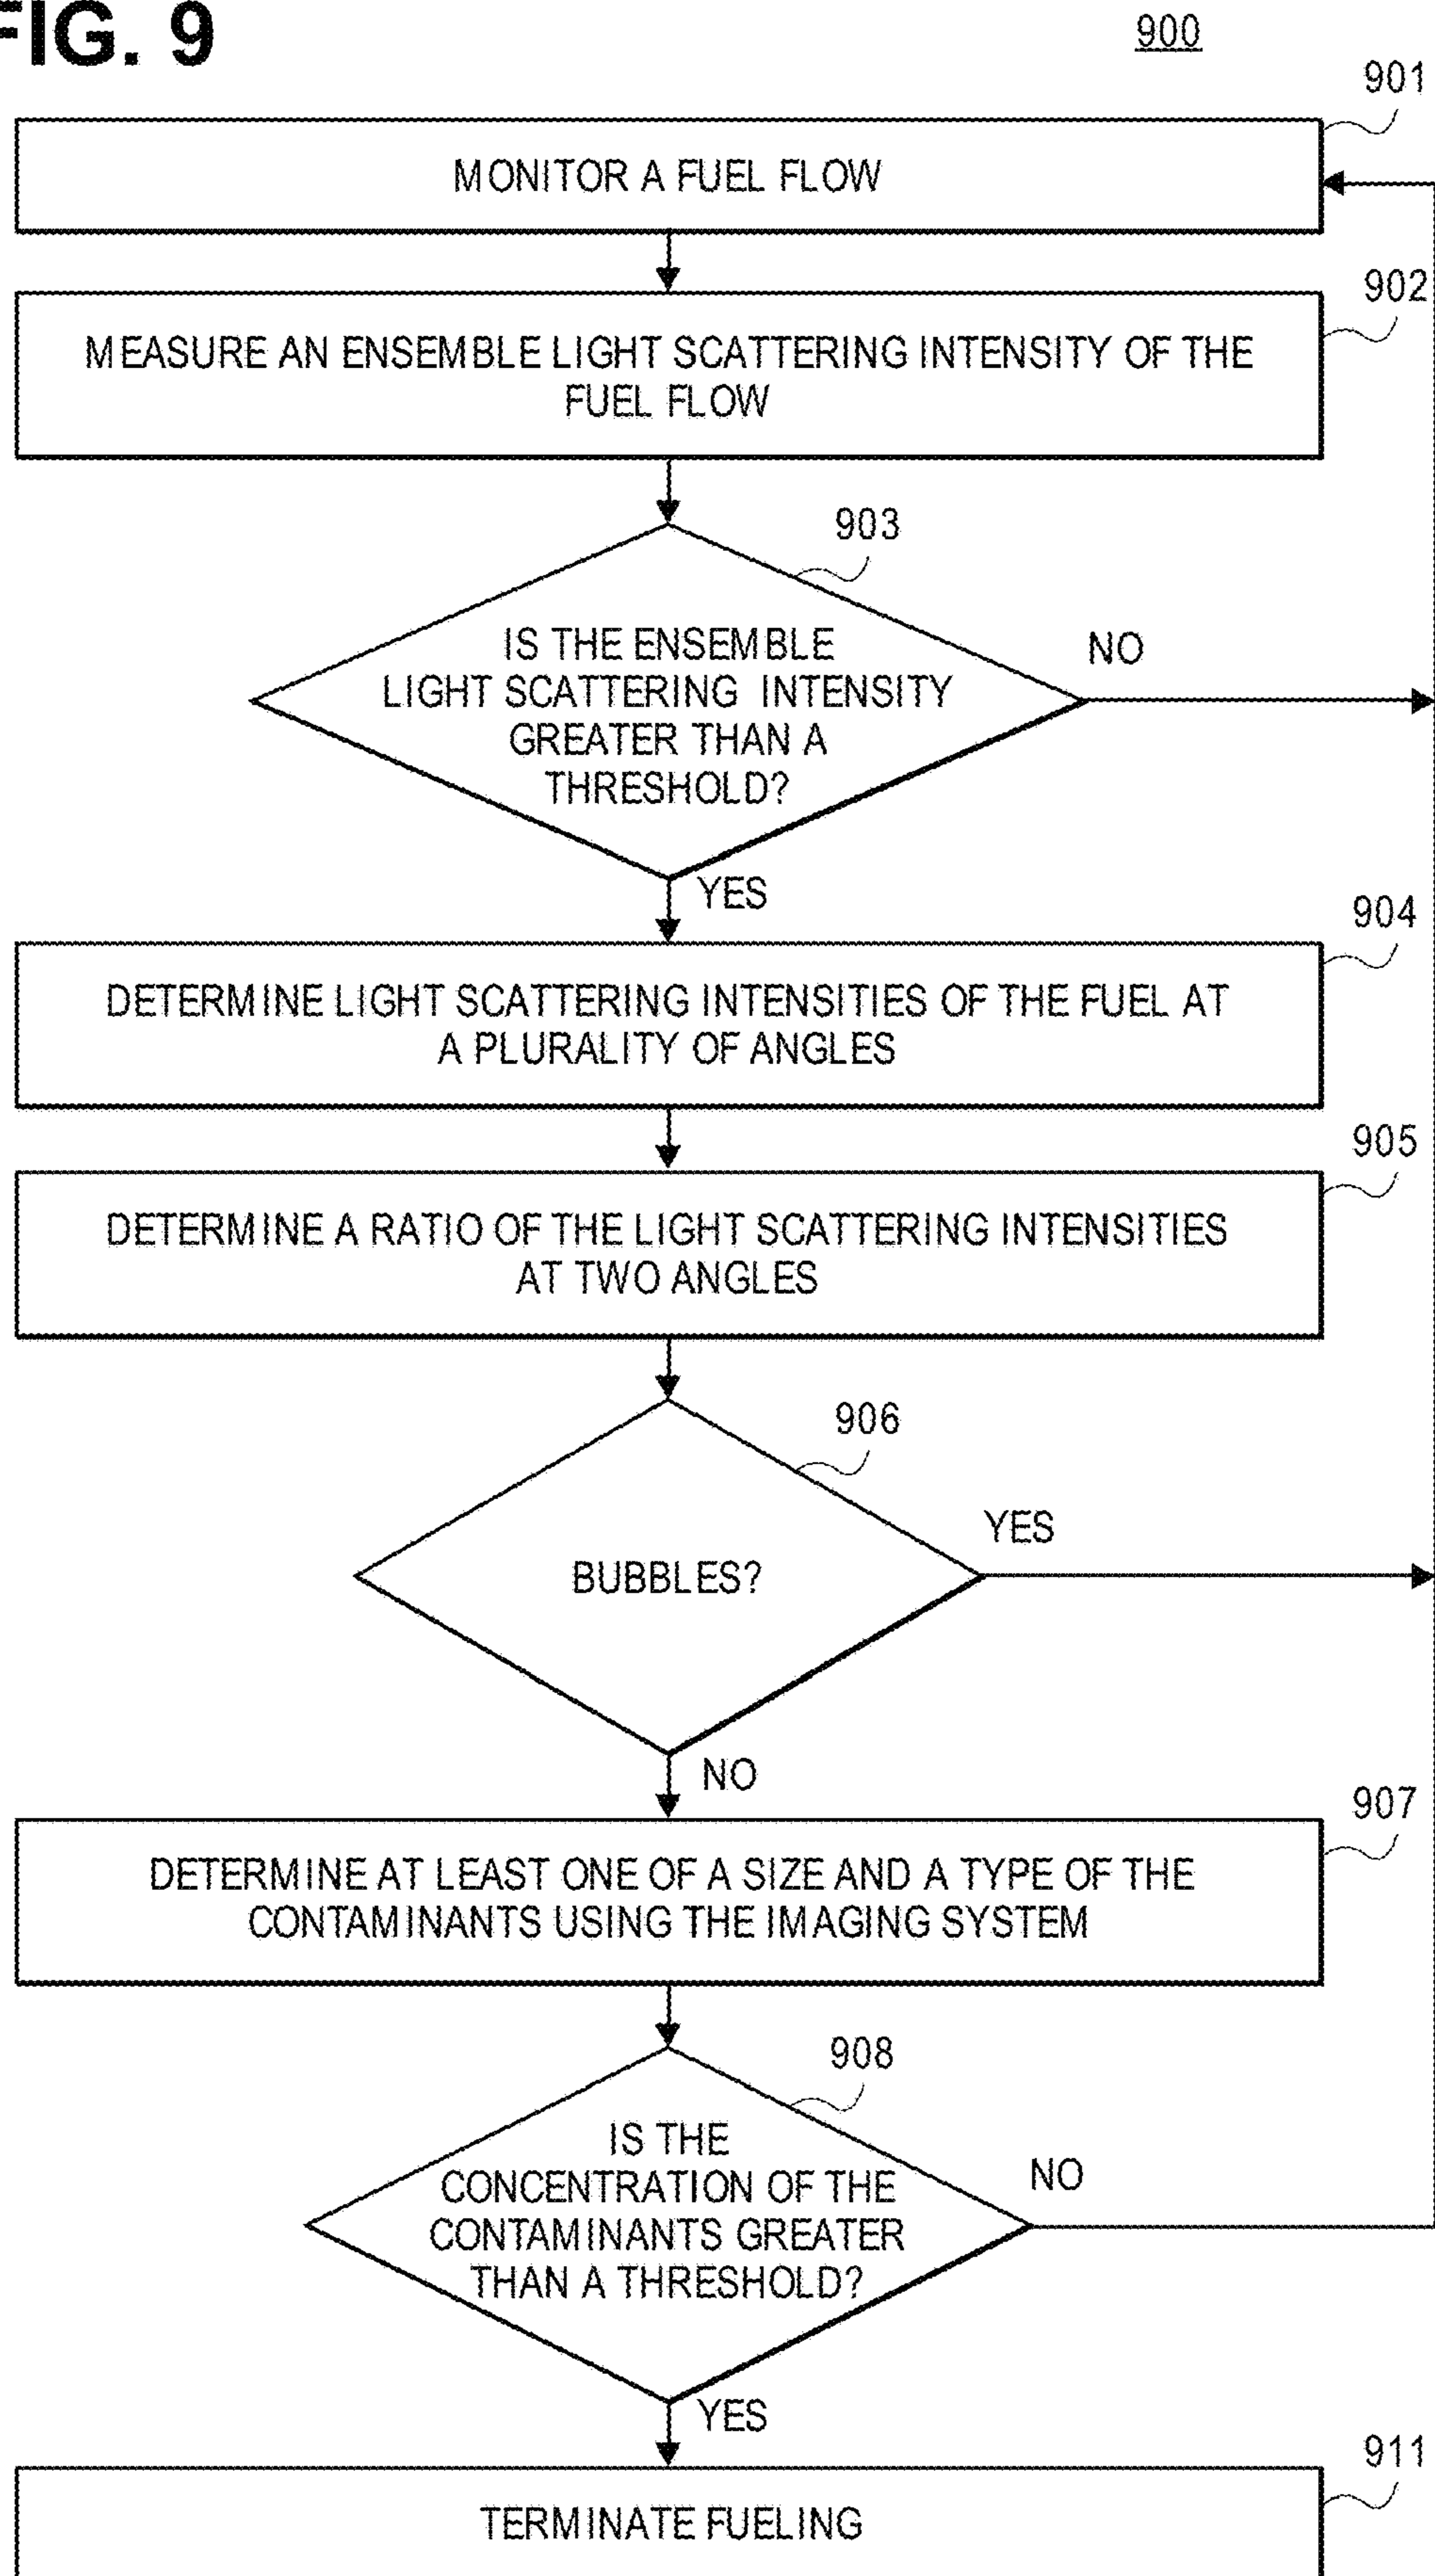 FIG. 9
900
901
MONITOR A FUEL FLOW
902
MEASURE AN ENSEMBLE LIGHT SCATTERING INTENSITY OF THE
FUEL FLOW
903
IS THE ENSEMBLE
LIGHT SCATTERING INTENSITY
GREATER THAN A
THRESHOLD?
NO
YES
904
DETERMINE LIGHT SCATTERING INTENSITIES OF THE FUEL AT
A PLURALITY OF ANGLES
905
DETERMINE A RATIO OF THE LIGHT SCATTERING INTENSITIES
AT TWO ANGLES
906
BUBBLES?
YES
NO
907
DETERMINE AT LEAST ONE OF A SIZE AND A TYPE OF THE
CONTAMINANTS USING THE IMAGING SYSTEM
908
IS THE
CONCENTRATION OF THE
CONTAMINANTS GREATER
THAN A THRESHOLD?
NO
YES
911
TERMINATE FUELING